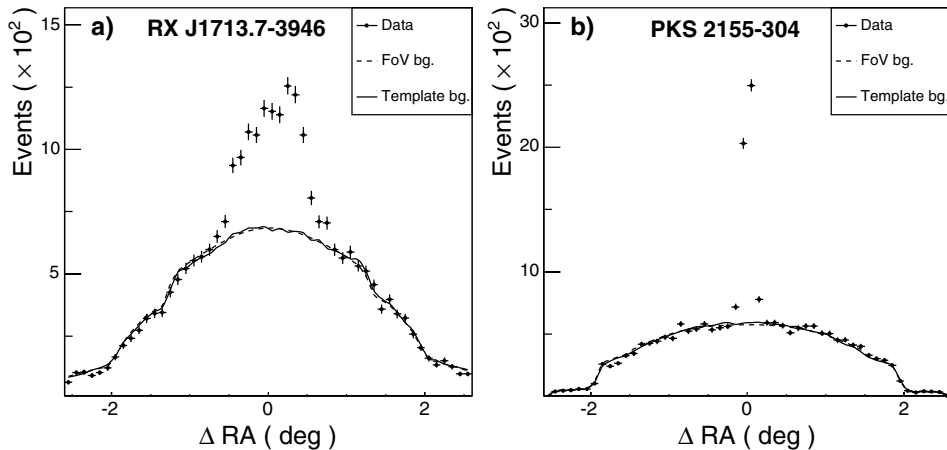 a) RX J1713.7-3946
Data
FoV bg.
Template bg.
Events ( × 10²)
15
10
5
-2 0 2
Δ RA ( deg )
b) PKS 2155-304
Data
FoV bg.
Template bg.
Events ( × 10²)
30
20
10
-2 0 2
Δ RA ( deg )